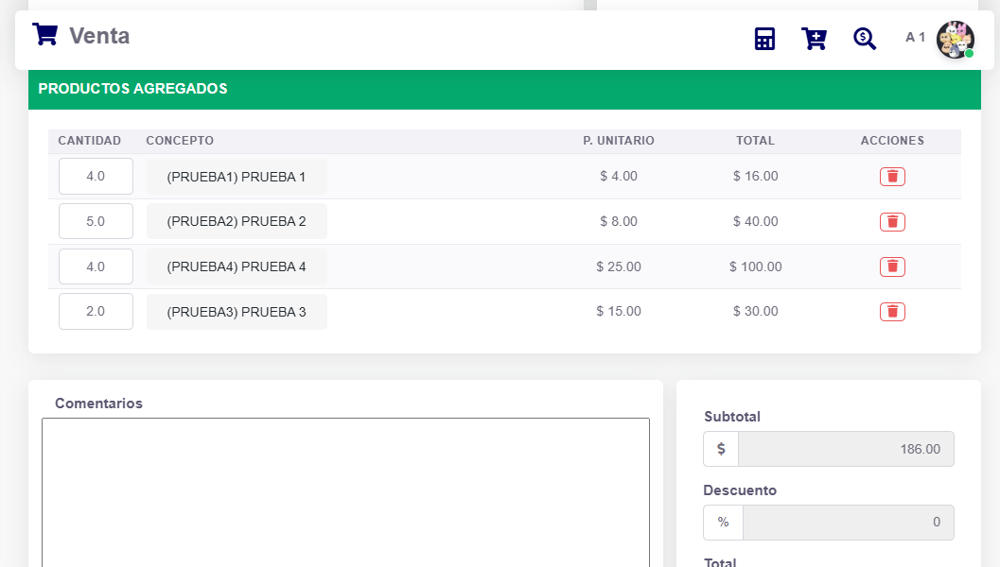 Venta
A 1
PRODUCTOS AGREGADOS
CANTIDAD CONCEPTO P. UNITARIO TOTAL ACCIONES
4.0 (PRUEBA1) PRUEBA 1 $ 4.00 $ 16.00
5.0 (PRUEBA2) PRUEBA 2 $ 8.00 $ 40.00
4.0 (PRUEBA4) PRUEBA 4 $ 25.00 $ 100.00
2.0 (PRUEBA3) PRUEBA 3 $ 15.00 $ 30.00
Comentarios
Subtotal
$ 186.00
Descuento
% 0
Total